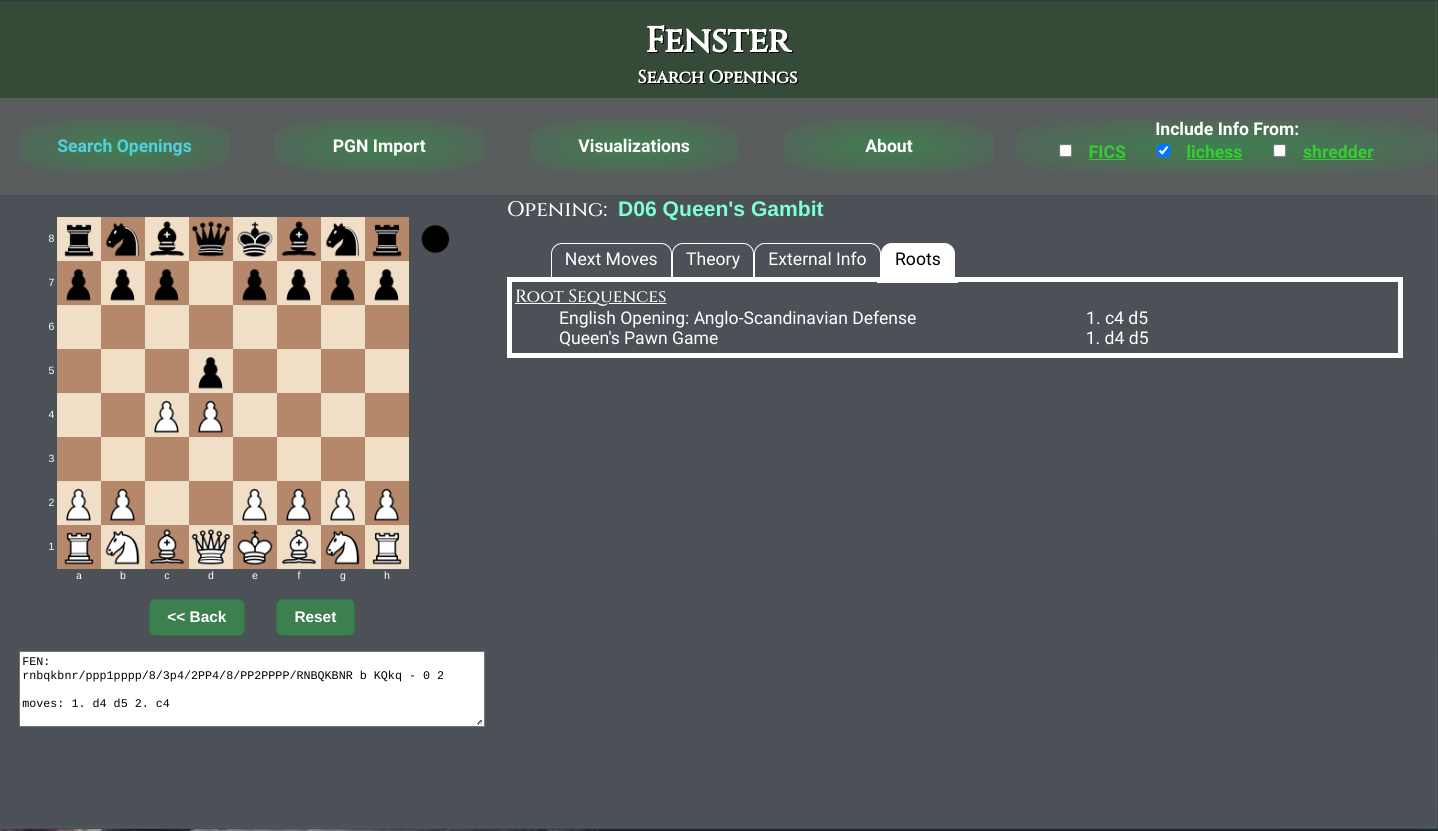 Fenster
Search Openings
Search Openings PGN Import Visualizations About
Include Info From:
FICS lichess shredder
Opening: D06 Queen's Gambit
Next Moves Theory External Info Roots
Root Sequences
English Opening: Anglo-Scandinavian Defense 1. c4 d5
Queen's Pawn Game 1. d4 d5
8
7
6
5
4
3
2
1
a b c d e f g h
<< Back Reset
FEN:
rnbqkbnr/ppp1pppp/8/3p4/2PP4/8/PP2PPPP/RNBQKBNR b KQkq - 0 2
moves: 1. d4 d5 2. c4